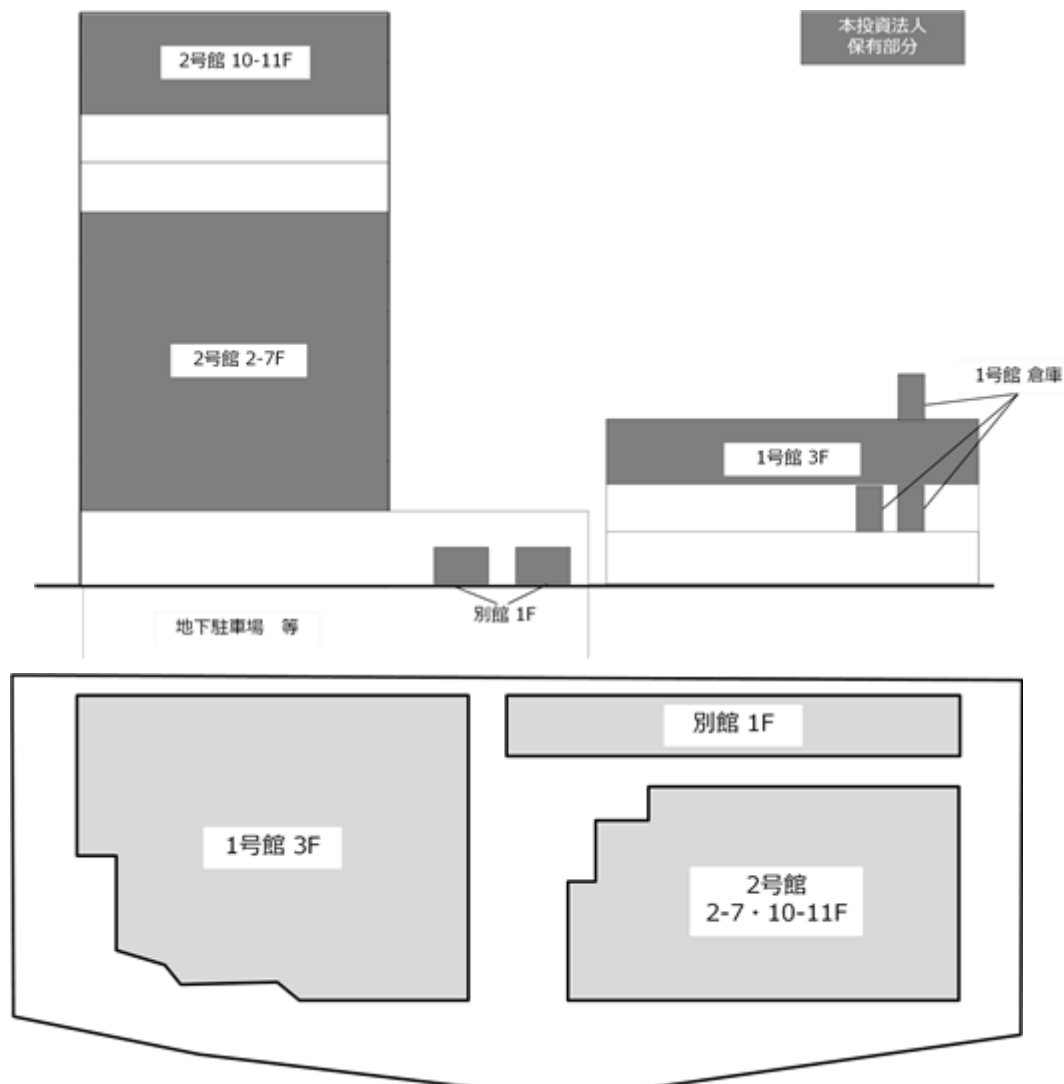 本投資法人
保有部分
2号館 10-11F
2号館 2-7F
1号館 倉庫
1号館 3F
別館 1F
地下駐車場　等
別館 1F
1号館 3F
2号館
2-7・10-11F